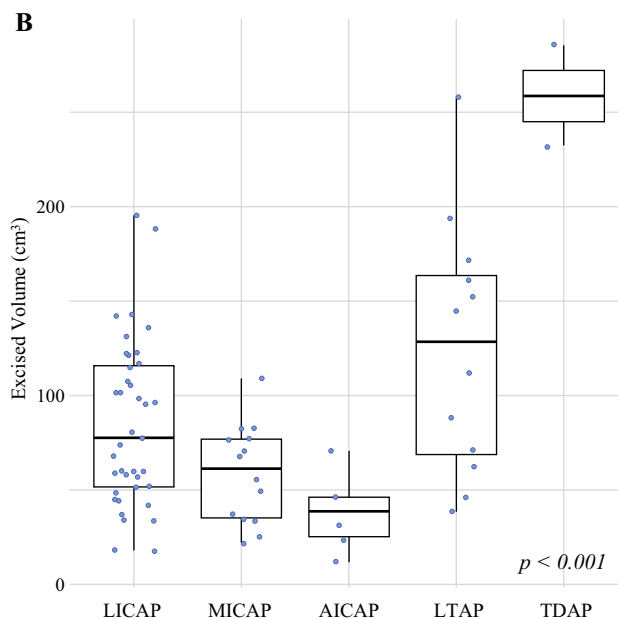 B
Excised Volume (cm³)
200
100
0
p < 0.001
LICAP MICAP AICAP LTAP TDAP